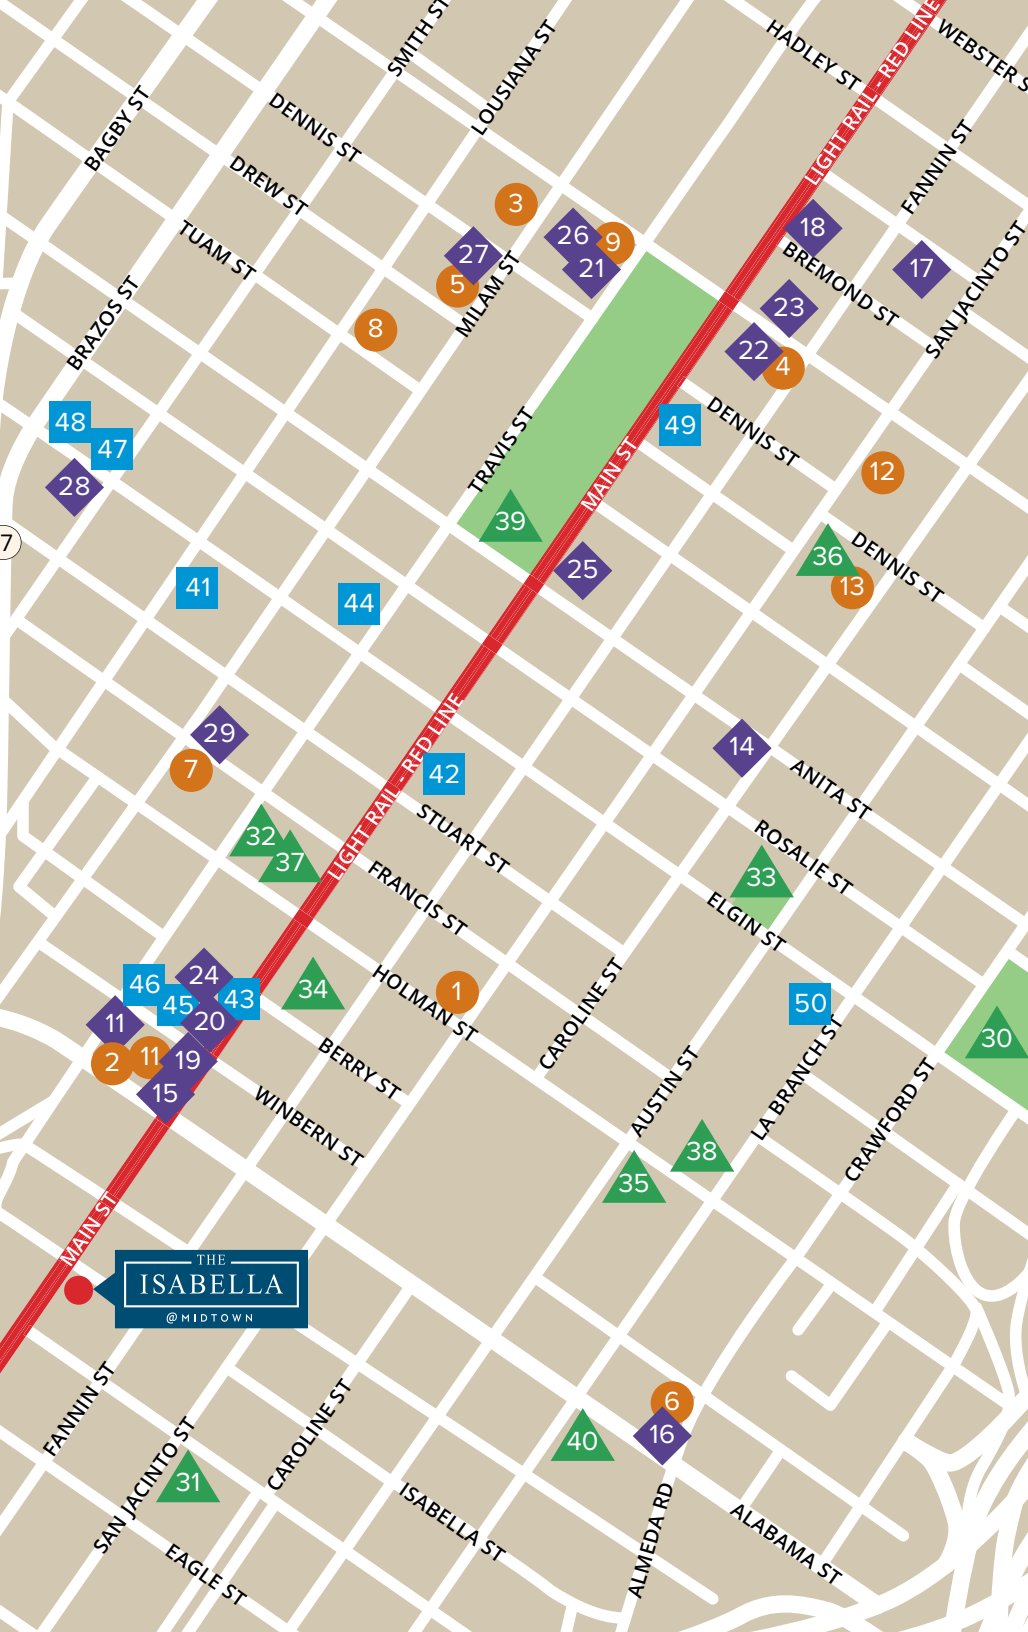 SMITH ST
LOUSIANA ST
HADLEY ST
LIGHT RAIL - RED LINE
WEBSTER S
BAGBY ST
DENNIS ST
DREW ST
TUAM ST
FANNIN ST
3
26
9
18
27
21
5
MILAM ST
BREMOND ST
17
SAN JACINTO ST
BRAZOS ST
8
23
22
4
48
47
28
TRAVIS ST
49
DENNIS ST
MAIN ST
12
39
7
25
36
DENNIS ST
13
41
44
29
7
LIGHT RAIL - RED LINE
42
14
ANITA ST
STUART ST
32
37
FRANCIS ST
ROSALIE ST
33
ELGIN ST
46
24
45
43
34
HOLMAN ST
1
CAROLINE ST
50
11
20
2
11
19
15
BERRY ST
WINBERN ST
AUSTIN ST
LA BRANCH ST
30
CRAWFORD ST
38
35
MAIN ST
THE
ISABELLA
@MIDTOWN
FANNIN ST
SAN JACINTO ST
31
CAROLINE ST
6
16
40
ISABELLA ST
ALMEDA RD
ALABAMA ST
EAGLE ST